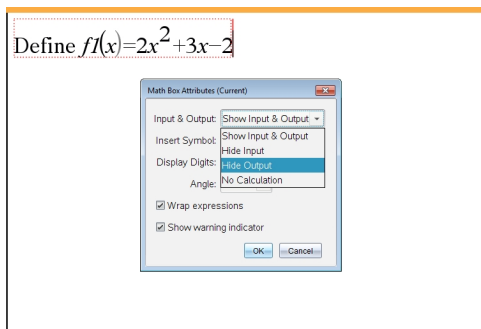 Define f1(x)=2x²+3x−2
Math Box Attributes (Current)
Input & Output: Show Input & Output
Show Input & Output
Insert Symbol:
Hide Input
Display Digits: Hide Output
Angle: No Calculation
Wrap expressions
Show warning indicator
OK Cancel